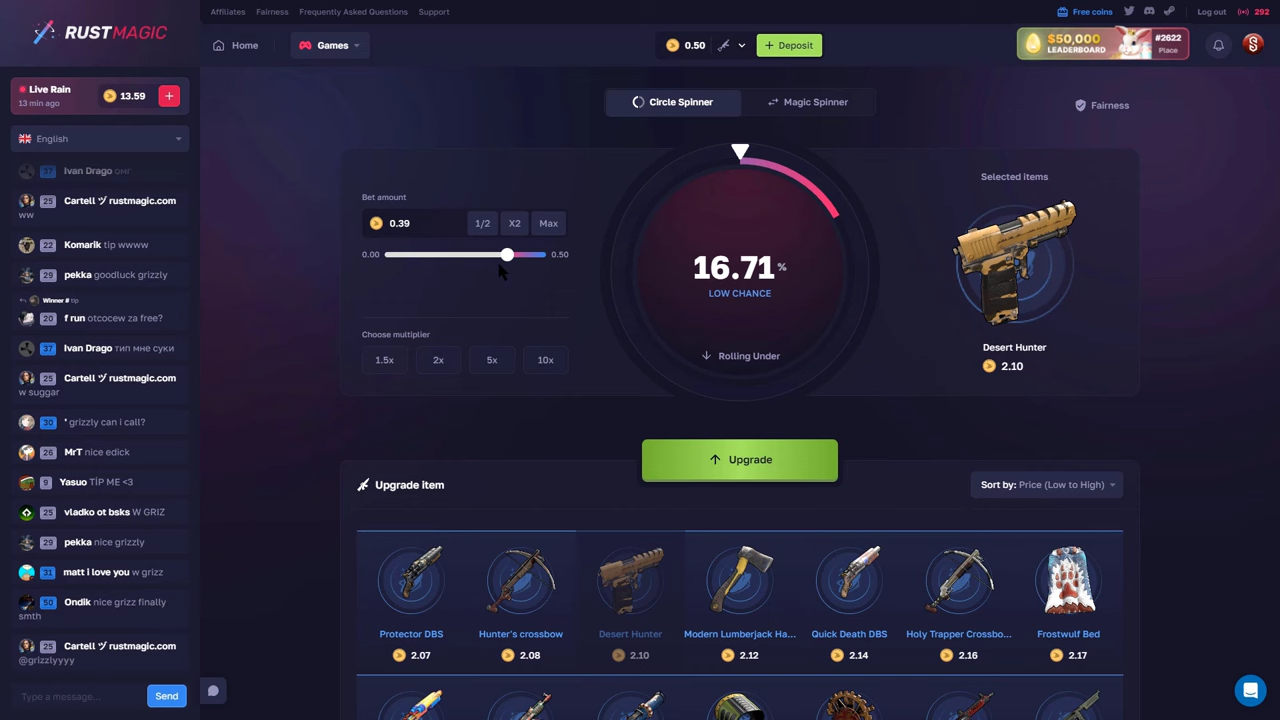 Affiliates Fairness Frequently Asked Questions Support
Free coins Log out 292
RUSTMAGIC
Home Games
0.50 + Deposit
$50,000 LEADERBOARD
#2622 Place
Live Rain
13 min ago
13.59 +
English
37 Ivan Drago омг
25 Cartell ツ rustmagic.com
ww
22 Komarik tip wwww
29 pekka goodluck grizzly
Winner # tip
20 f run otcocew za free?
37 Ivan Drago тип мне суки
25 Cartell ツ rustmagic.com
w suggar
30 ' grizzly can i call?
26 MrT nice edick
9 Yasuo TİP ME <3
25 vladko ot bsks W GRIZ
29 pekka nice grizzly
31 matt i love you w grizz
50 Ondik nice grizz finally
smth
25 Cartell ツ rustmagic.com
@grizzlyyyy
Type a message... Send
Circle Spinner Magic Spinner
Fairness
Bet amount
0.39 1/2 X2 Max
0.00 0.50
Choose multiplier
1.5x 2x 5x 10x
16.71%
LOW CHANCE
Rolling Under
Selected items
Desert Hunter
2.10
Upgrade
Upgrade item
Sort by: Price (Low to High)
Protector DBS
2.07
Hunter's crossbow
2.08
Desert Hunter
2.10
Modern Lumberjack Ha...
2.12
Quick Death DBS
2.14
Holy Trapper Crossbo...
2.16
Frostwulf Bed
2.17